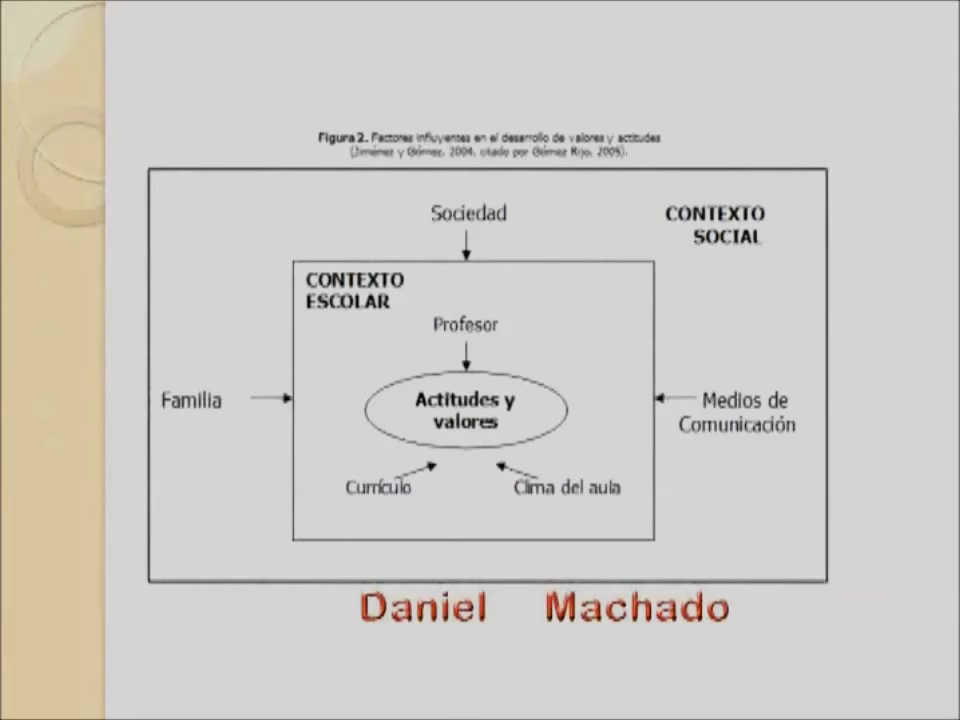 Figura 2. Factores influyentes en el desarrollo de valores y actitudes
(Jiménez y Gómez, 2004, citado por Gómez Rijo, 2005).
Sociedad
CONTEXTO
SOCIAL
CONTEXTO
ESCOLAR
Profesor
Familia
Actitudes y
valores
Medios de
Comunicación
Currículo
Clima del aula
Daniel Machado